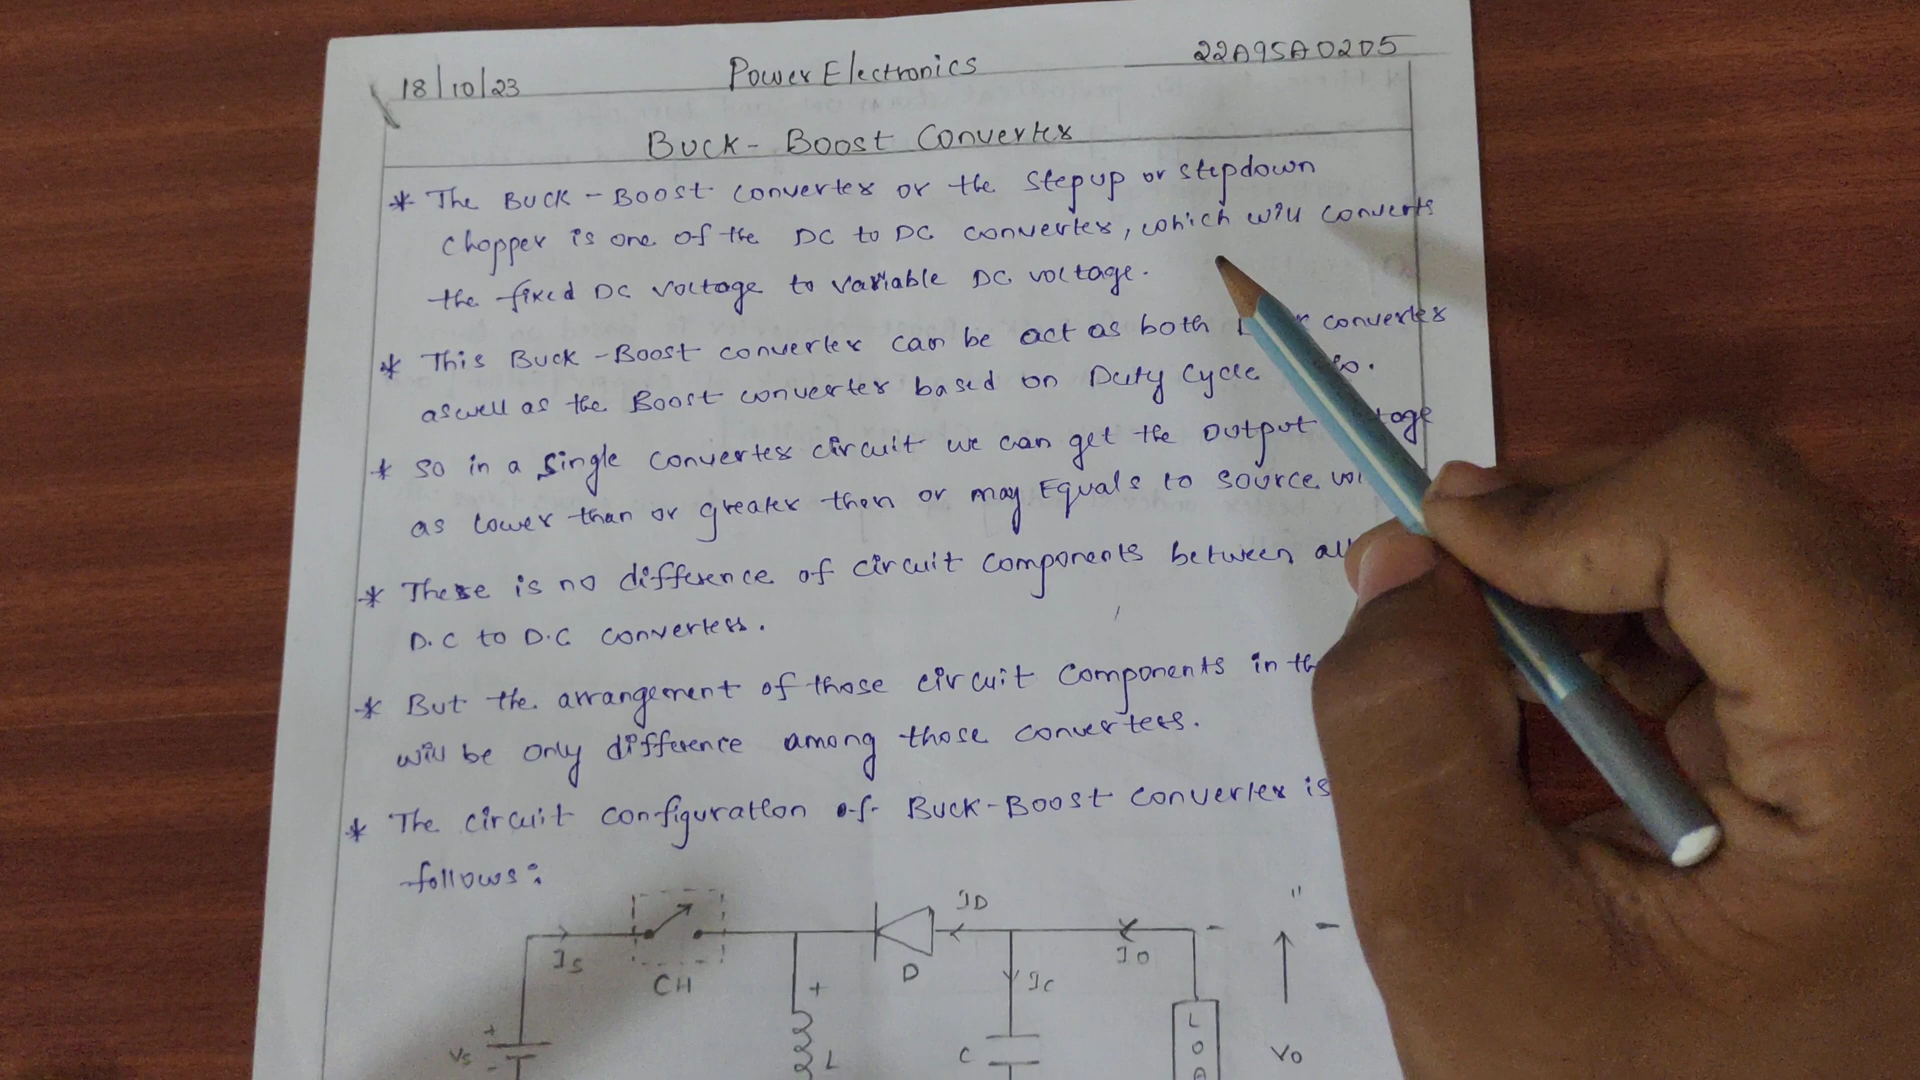 18/10/23 Power Electronics 22A95A0205
Buck - Boost Converter
* The Buck - Boost converter or the stepup or stepdown
chopper is one of the DC to DC converter, which will converts
the fixed DC voltage to variable DC voltage.
* This Buck - Boost converter can be act as both converter
aswell as the Boost converter based on Duty cycle
* so in a single converter circuit we can get the output
as lower than or greater then or may Equals to source
* There is no difference of circuit components between all
D.C to D.C converters.
* But the arrangement of those circuit components in
will be only difference among those converters.
* The circuit configuration of Buck-Boost converter is
follows:
ID
-
-
IS
CH
D
IC
IO
+
+
VS
-
L
C
LOA
VO